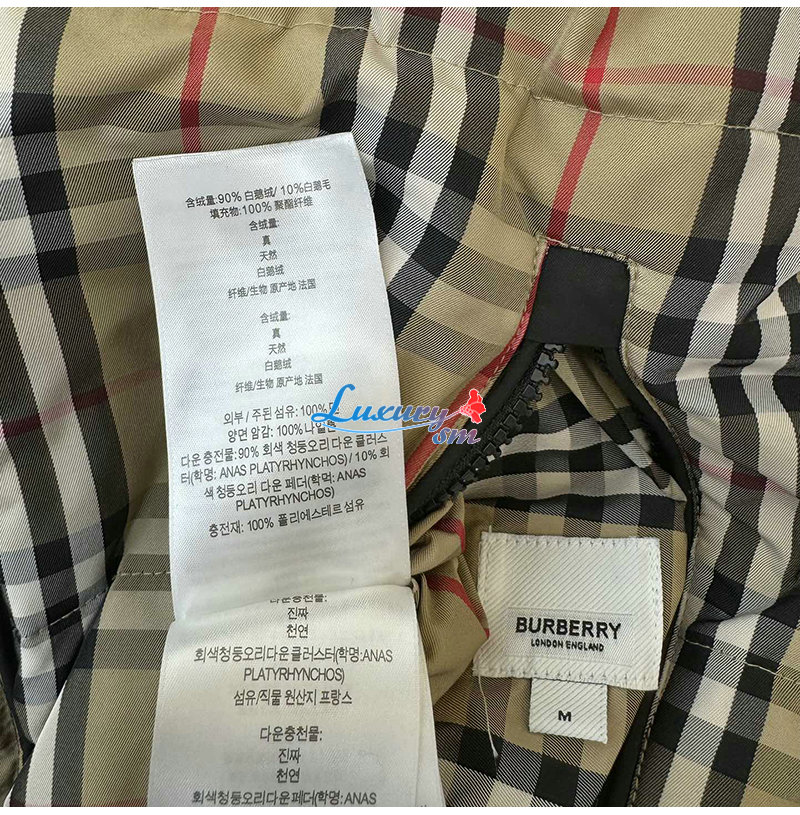 含绒量:90% 白鹅绒/ 10%白鹅毛
填充物:100% 聚酯纤维
含绒量:
真
天然
白鹅绒
纤维/生物 原产地 法国
含绒量:
真
天然
白鹅绒
纤维/生物 原产地 法国
외부 / 주된 섬유: 100%
양면 안감: 100%
다운 충전물: 90% 회색 청둥오리 다운 클러스
터(학명: ANAS PLATYRHYNCHOS) / 10% 회
색 청둥오리 다운 페더(학명: ANAS
PLATYRHYNCHOS)
충전재: 100% 폴리에스테르 섬유
다운충전물:
진짜
천연
회색청둥오리다운클러스터(학명:ANAS
PLATYRHYNCHOS)
섬유/직물 원산지 프랑스
다운충전물:
진짜
천연
회색청둥오리다운클러스터(학명:ANAS
Luxury
sm
BURBERRY
LONDON ENGLAND
M